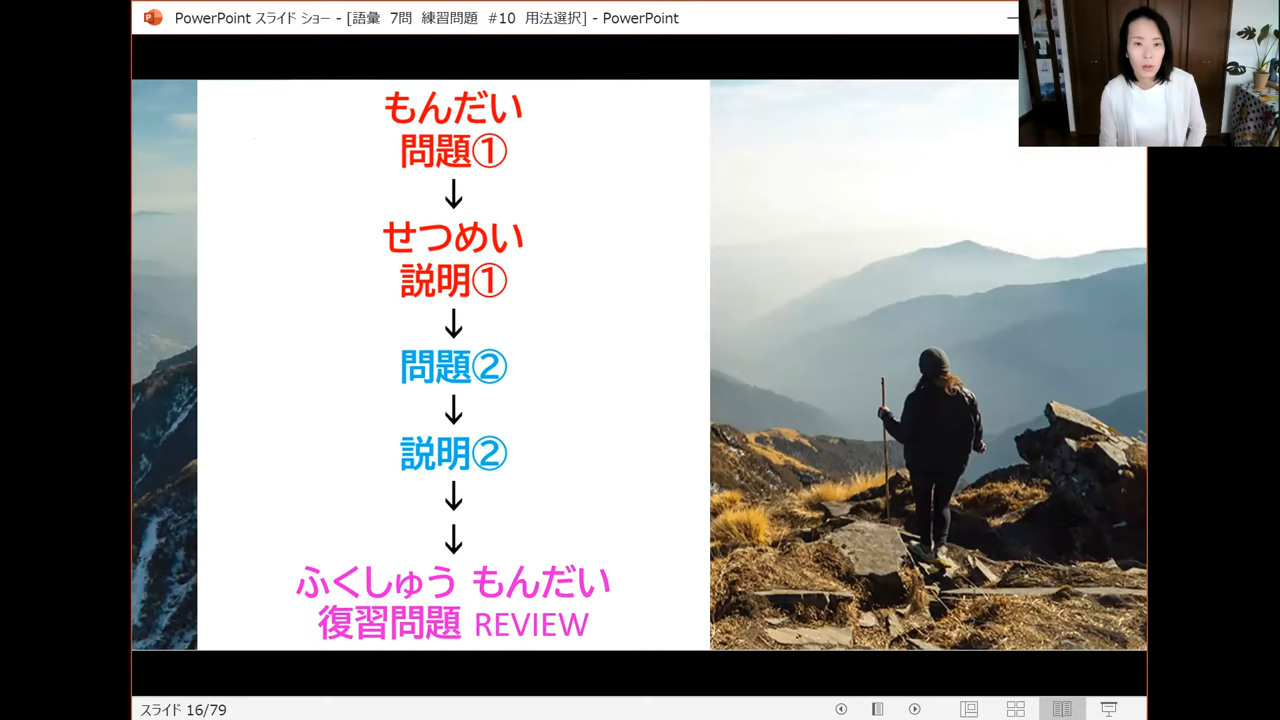 PowerPoint スライド ショー - [語彙 7問 練習問題 #10 用法選択] - PowerPoint
もんだい
問題①
↓
せつめい
説明①
↓
問題②
↓
説明②
↓
↓
ふくしゅう もんだい
復習問題 REVIEW
スライド 16/79